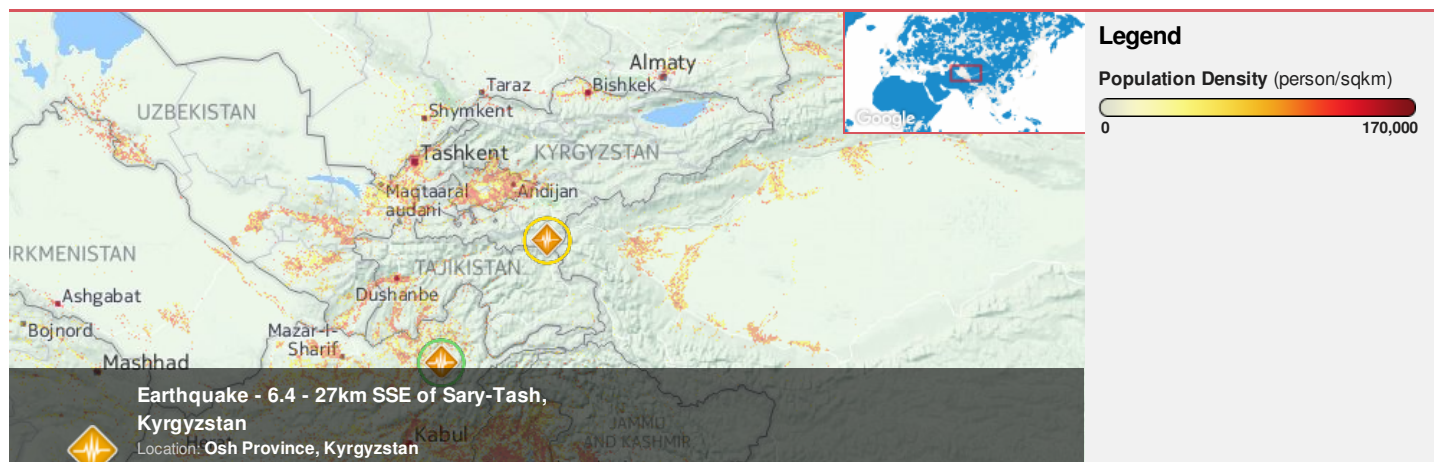 Almaty
Taraz
Bishkek
UZBEKISTAN
Shymkent
Tashkent
KYRGYZSTAN
Maqtaaral
audani
Andijan
RKMENISTAN
TAJIKISTAN
Ashgabat
Dushanbe
Bojnord
Mazar-i-
Sharif
Mashhad
Google
Legend
Population Density (person/sqkm)
0 170,000
Earthquake - 6.4 - 27km SSE of Sary-Tash,
Kyrgyzstan
Location: Osh Province, Kyrgyzstan
Herat
Kabul
JAMMU
AND KASHMIR